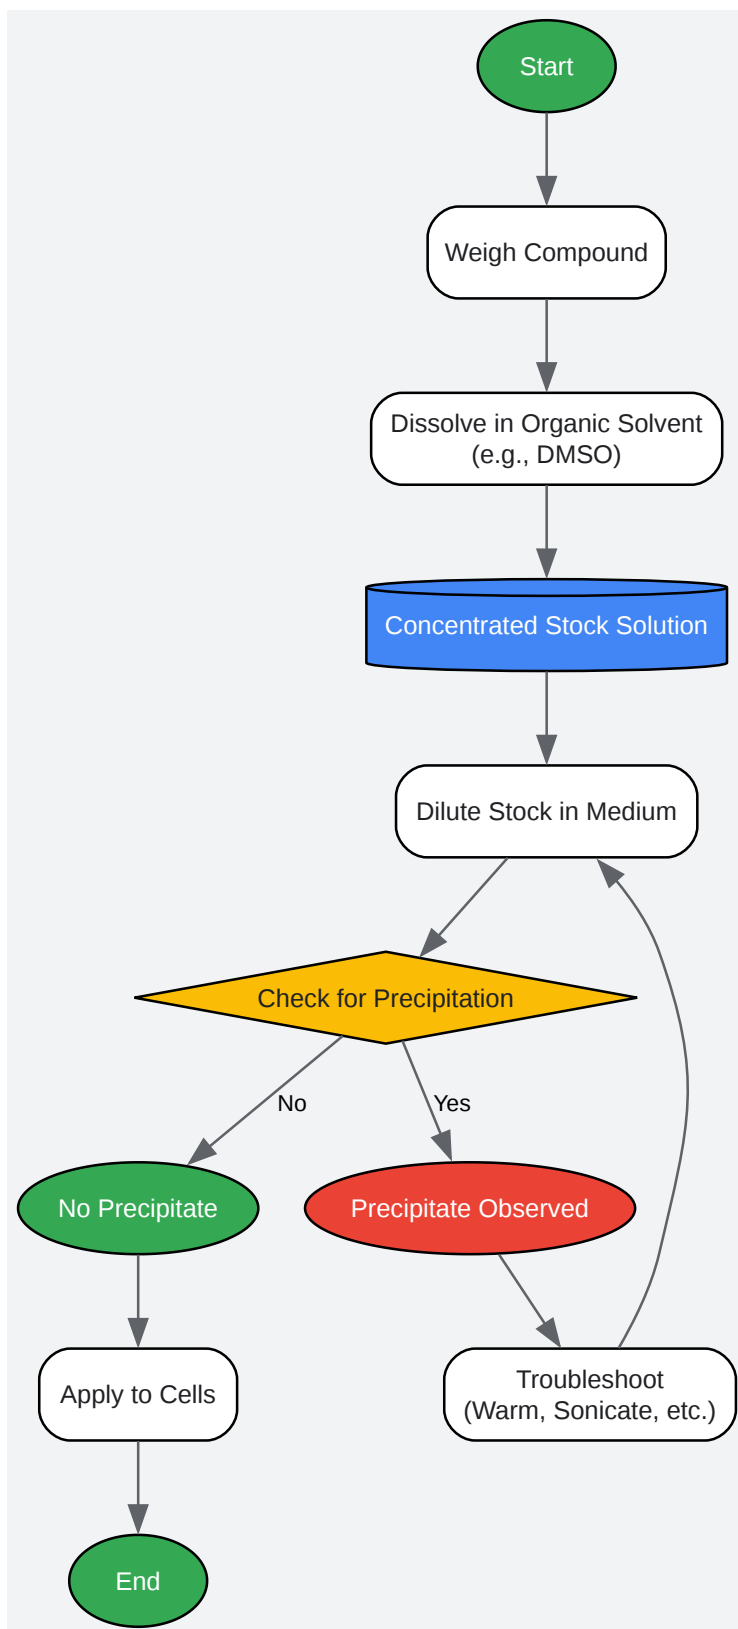 Start
Weigh Compound
Dissolve in Organic Solvent
(e.g., DMSO)
Concentrated Stock Solution
Dilute Stock in Medium
Check for Precipitation
No
Yes
No Precipitate
Precipitate Observed
Apply to Cells
Troubleshoot
(Warm, Sonicate, etc.)
End